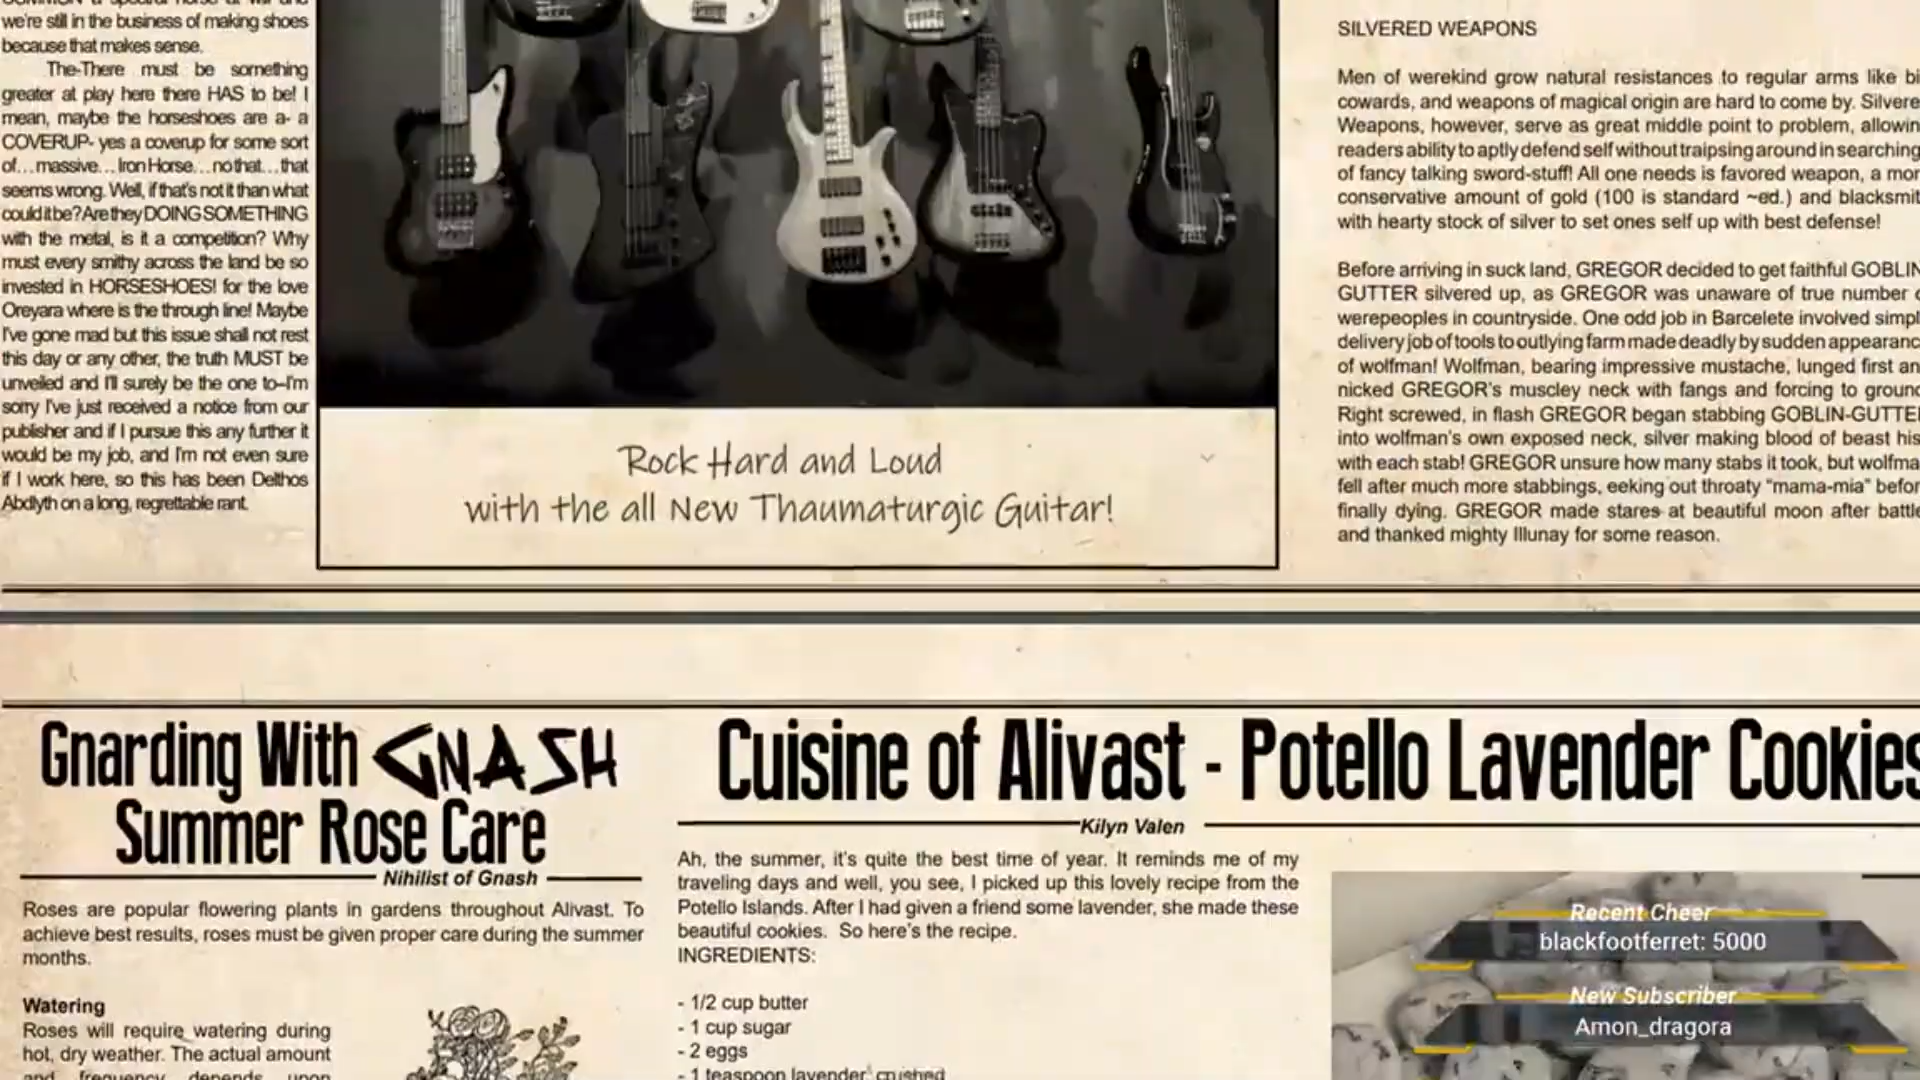 we're still in the business of making shoes
because that makes sense.
The-There must be something
greater at play here there HAS to be! I
mean, maybe the horseshoes are a- a
COVERUP- yes a coverup for some sort
of...massive...Iron Horse...no that...that
seems wrong. Well, if that's not it than what
could it be? Are they DOING SOMETHING
with the metal, is it a competition? Why
must every smithy across the land be so
invested in HORSESHOES! for the love
Oreyara where is the through line! Maybe
I've gone mad but this issue shall not rest
this day or any other, the truth MUST be
unveiled and I'll surely be the one to--I'm
sorry I've just received a notice from our
publisher and if I pursue this any further it
would be my job, and I'm not even sure
if I work here, so this has been Delthos
Abdlyth on a long, regrettable rant.
Rock Hard and Loud
with the all New Thaumaturgic Guitar!
SILVERED WEAPONS
Men of werekind grow natural resistances to regular arms like bi
cowards, and weapons of magical origin are hard to come by. Silvere
Weapons, however, serve as great middle point to problem, allowin
readers ability to aptly defend self without traipsing around in searching
of fancy talking sword-stuff! All one needs is favored weapon, a mor
conservative amount of gold (100 is standard ~ed.) and blacksmit
with hearty stock of silver to set ones self up with best defense!
Before arriving in suck land, GREGOR decided to get faithful GOBLIN
GUTTER silvered up, as GREGOR was unaware of true number o
werepeoples in countryside. One odd job in Barcelete involved simpl
delivery job of tools to outlying farm made deadly by sudden appearanc
of wolfman! Wolfman, bearing impressive mustache, lunged first an
nicked GREGOR's muscley neck with fangs and forcing to ground
Right screwed, in flash GREGOR began stabbing GOBLIN-GUTTE
into wolfman's own exposed neck, silver making blood of beast his
with each stab! GREGOR unsure how many stabs it took, but wolfma
fell after much more stabbings, eeking out throaty "mama-mia" befor
finally dying. GREGOR made stares at beautiful moon after battle
and thanked mighty Illunay for some reason.
Gnarding With GNASH
Summer Rose Care
Nihilist of Gnash
Roses are popular flowering plants in gardens throughout Alivast. To
achieve best results, roses must be given proper care during the summer
months.
Watering
Roses will require watering during
hot, dry weather. The actual amount
and frequency depends upon
Cuisine of Alivast - Potello Lavender Cookies
Kilyn Valen
Ah, the summer, it's quite the best time of year. It reminds me of my
traveling days and well, you see, I picked up this lovely recipe from the
Potello Islands. After I had given a friend some lavender, she made these
beautiful cookies. So here's the recipe.
INGREDIENTS:
- 1/2 cup butter
- 1 cup sugar
- 2 eggs
- 1 teaspoon lavender, crushed
Recent Cheer
blackfootferret: 5000
New Subscriber
Amon_dragora